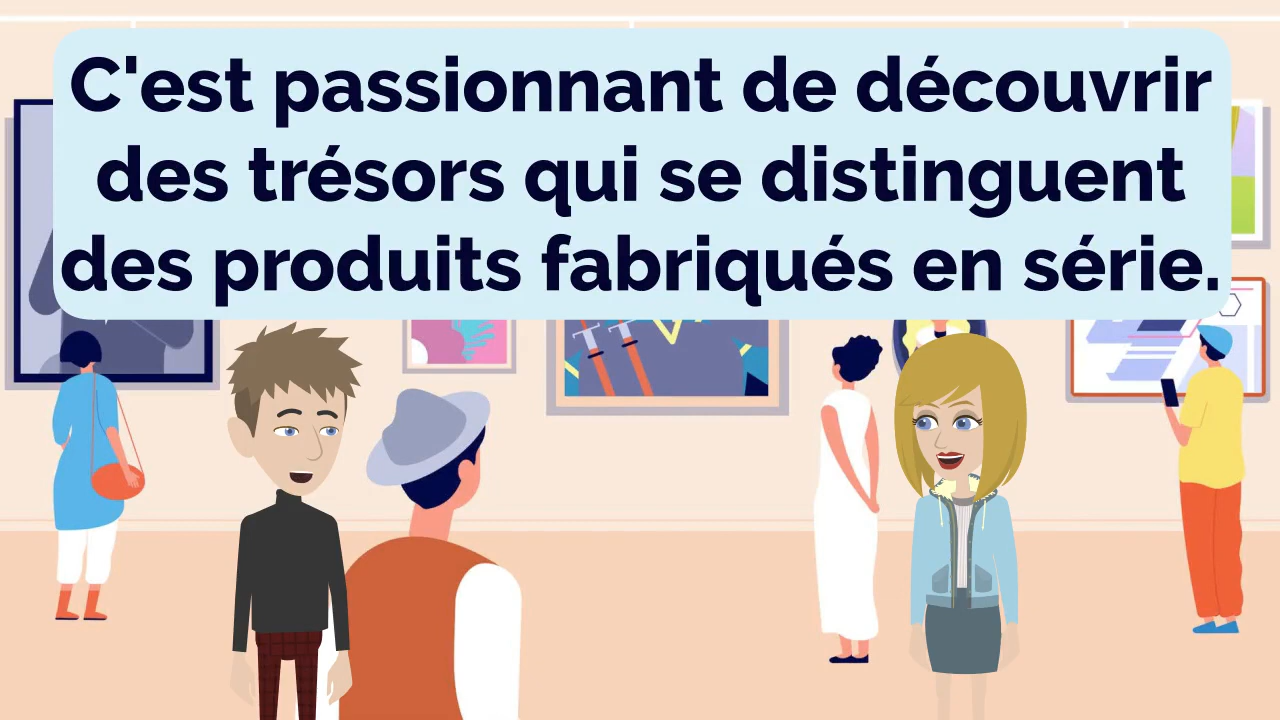 C'est passionnant de découvrir
des trésors qui se distinguent
des produits fabriqués en série.